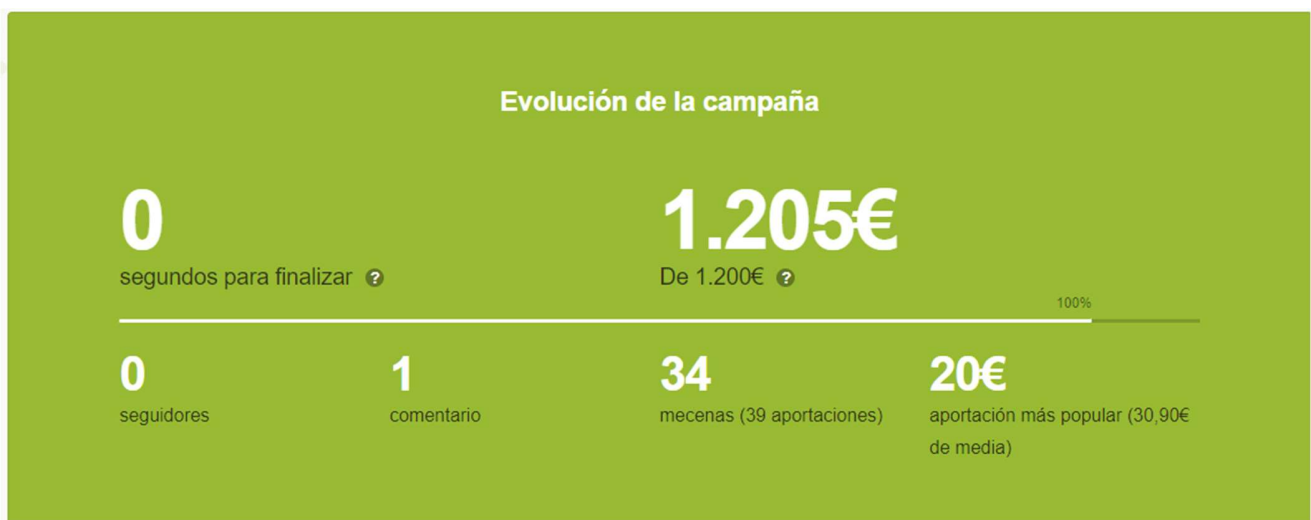 Evolución de la campaña
0
segundos para finalizar ?
1.205€
De 1.200€ ?
100%
0
seguidores
1
comentario
34
mecenas (39 aportaciones)
20€
aportación más popular (30,90€
de media)